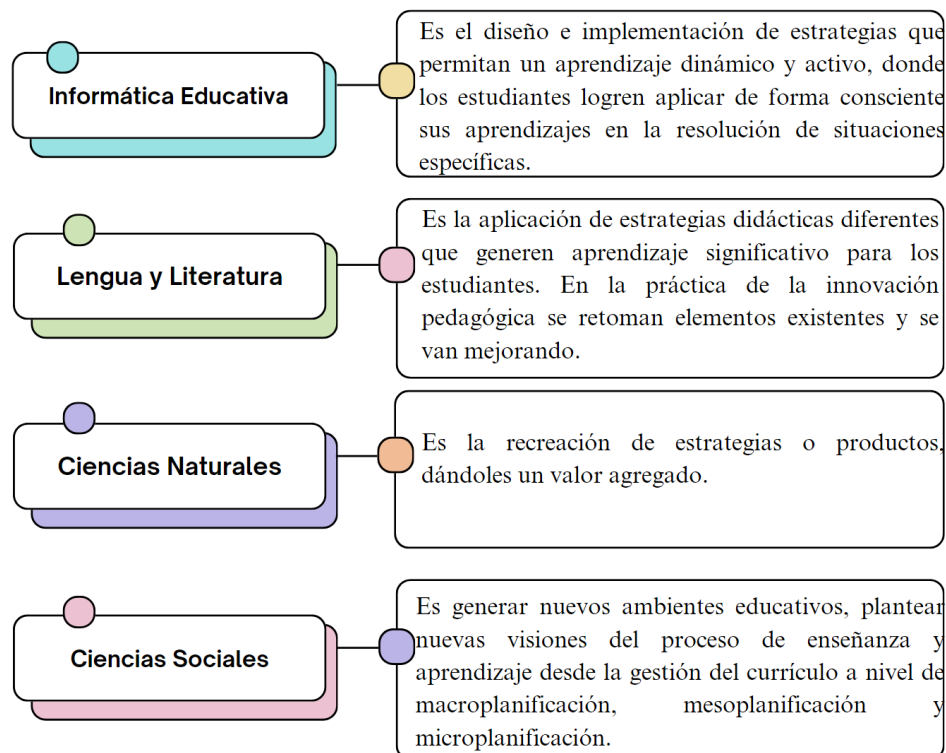 Informática Educativa
Es el diseño e implementación de estrategias que
permitan un aprendizaje dinámico y activo, donde
los estudiantes logren aplicar de forma consciente
sus aprendizajes en la resolución de situaciones
específicas.
Lengua y Literatura
Es la aplicación de estrategias didácticas diferentes
que generen aprendizaje significativo para los
estudiantes. En la práctica de la innovación
pedagógica se retoman elementos existentes y se
van mejorando.
Ciencias Naturales
Es la recreación de estrategias o productos,
dándoles un valor agregado.
Ciencias Sociales
Es generar nuevos ambientes educativos, plantear
nuevas visiones del proceso de enseñanza y
aprendizaje desde la gestión del currículo a nivel de
macroplanificación, mesoplanificación y
microplanificación.